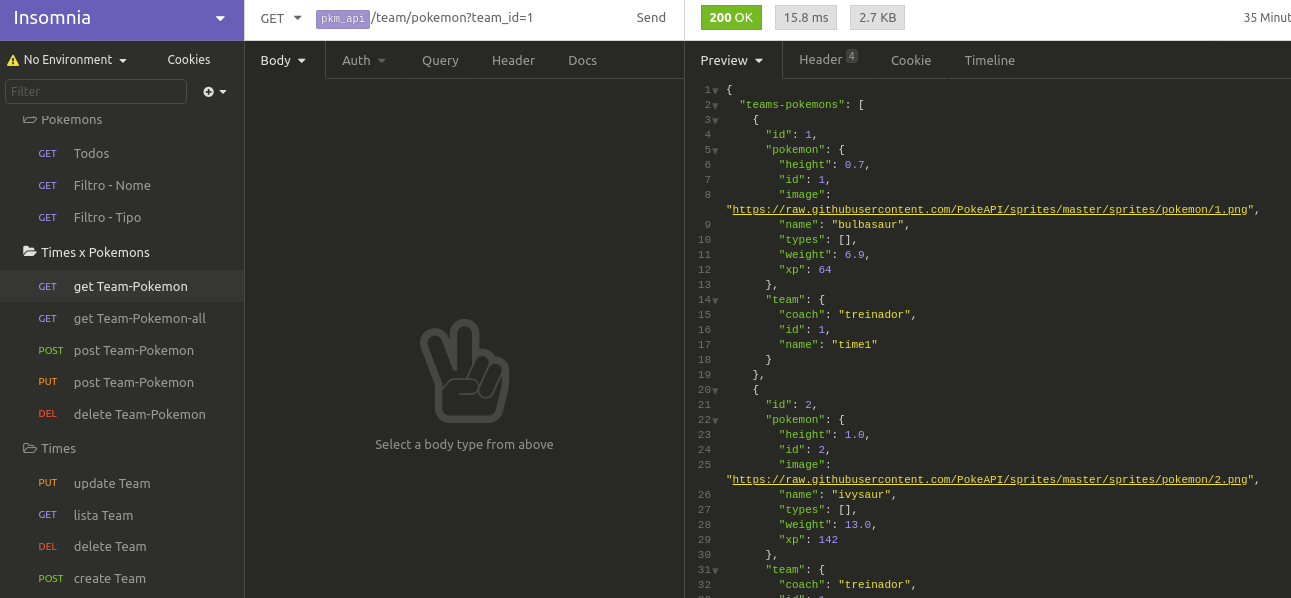 Insomnia
GET pkm_api/team/pokemon?team_id=1 Send
200 OK 15.8 ms 2.7 KB 35 Minut
No Environment Cookies
Filter
Pokemons
GET Todos
GET Filtro - Nome
GET Filtro - Tipo
Times x Pokemons
GET get Team-Pokemon
GET get Team-Pokemon-all
POST post Team-Pokemon
PUT post Team-Pokemon
DEL delete Team-Pokemon
Times
PUT update Team
GET lista Team
DEL delete Team
POST create Team
Body Auth Query Header Docs
Select a body type from above
Preview Header 4 Cookie Timeline
1 {
2 "teams-pokemons": [
3 {
4 "id": 1,
5 "pokemon": {
6 "height": 0.7,
7 "id": 1,
8 "image":
"https://raw.githubusercontent.com/PokeAPI/sprites/master/sprites/pokemon/1.png",
9 "name": "bulbasaur",
10 "types": [],
11 "weight": 6.9,
12 "xp": 64
13 },
14 "team": {
15 "coach": "treinador",
16 "id": 1,
17 "name": "time1"
18 }
19 },
20 {
21 "id": 2,
22 "pokemon": {
23 "height": 1.0,
24 "id": 2,
25 "image":
"https://raw.githubusercontent.com/PokeAPI/sprites/master/sprites/pokemon/2.png",
26 "name": "ivysaur",
27 "types": [],
28 "weight": 13.0,
29 "xp": 142
30 },
31 "team": {
32 "coach": "treinador",